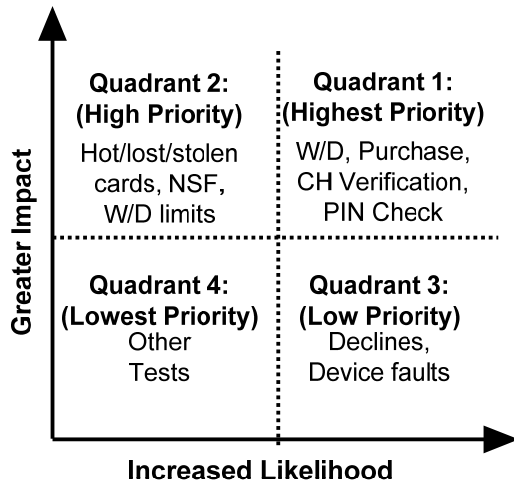 Greater Impact
Quadrant 2:
(High Priority)
Hot/lost/stolen
cards, NSF,
W/D limits
Quadrant 1:
(Highest Priority)
W/D, Purchase,
CH Verification,
PIN Check
Quadrant 4:
(Lowest Priority)
Other
Tests
Quadrant 3:
(Low Priority)
Declines,
Device faults
Increased Likelihood